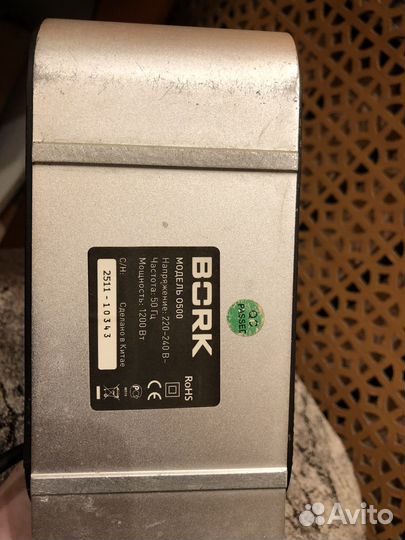 BORK
МОДЕЛЬ O500
Напряжение: 220-240 В~
Частота: 50 Гц
Мощность: 1200 Вт
С/Н:
2511-10343
Сделано в Китае
RoHS
CE
QC
PASSED
Avito